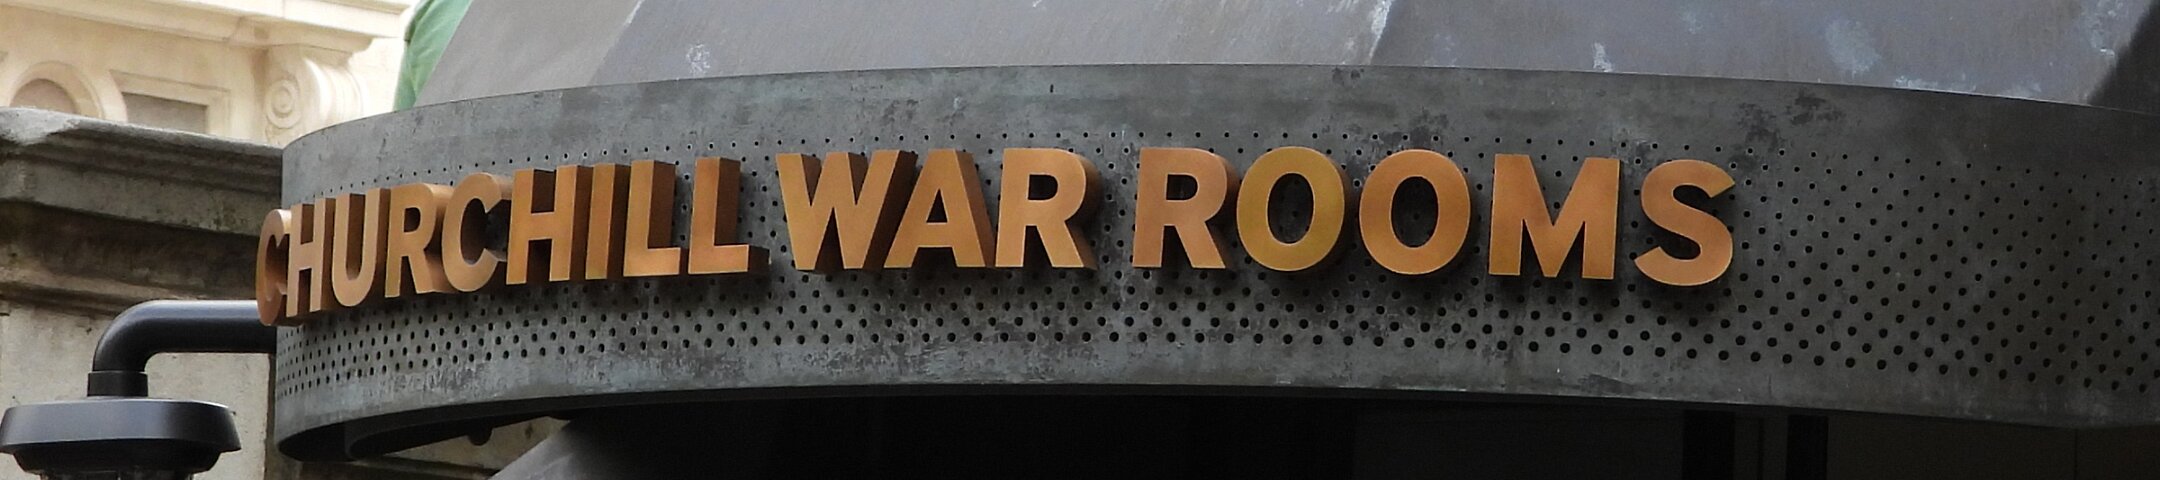 CHURCHILL WAR ROOMS